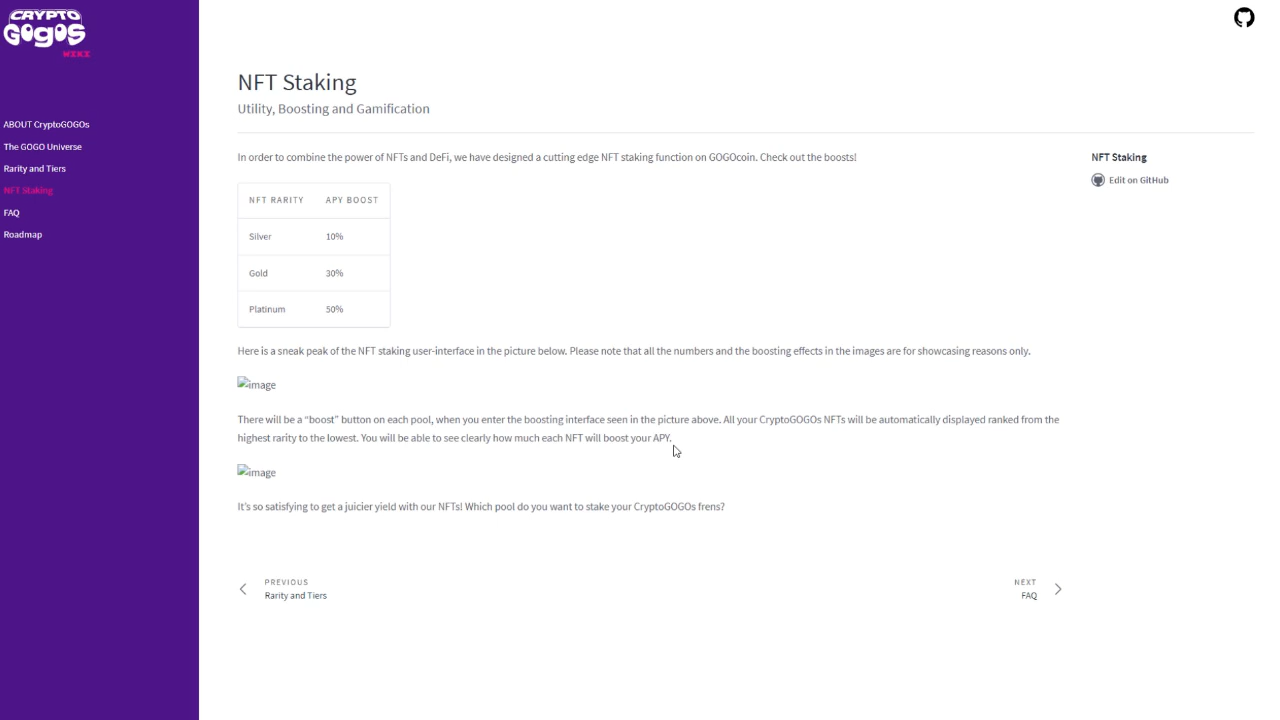 CRYPTO
GOGOS
WIKI
ABOUT CryptoGOGOs
The GOGO Universe
Rarity and Tiers
NFT Staking
FAQ
Roadmap
NFT Staking
Utility, Boosting and Gamification
In order to combine the power of NFTs and DeFi, we have designed a cutting edge NFT staking function on GOGOcoin. Check out the boosts!
NFT RARITY APY BOOST
Silver 10%
Gold 30%
Platinum 50%
Here is a sneak peak of the NFT staking user-interface in the picture below. Please note that all the numbers and the boosting effects in the images are for showcasing reasons only.
image
There will be a “boost” button on each pool, when you enter the boosting interface seen in the picture above. All your CryptoGOGOs NFTs will be automatically displayed ranked from the
highest rarity to the lowest. You will be able to see clearly how much each NFT will boost your APY.
image
It’s so satisfying to get a juicier yield with our NFTs! Which pool do you want to stake your CryptoGOGOs frens?
PREVIOUS
Rarity and Tiers
NEXT
FAQ
NFT Staking
Edit on GitHub